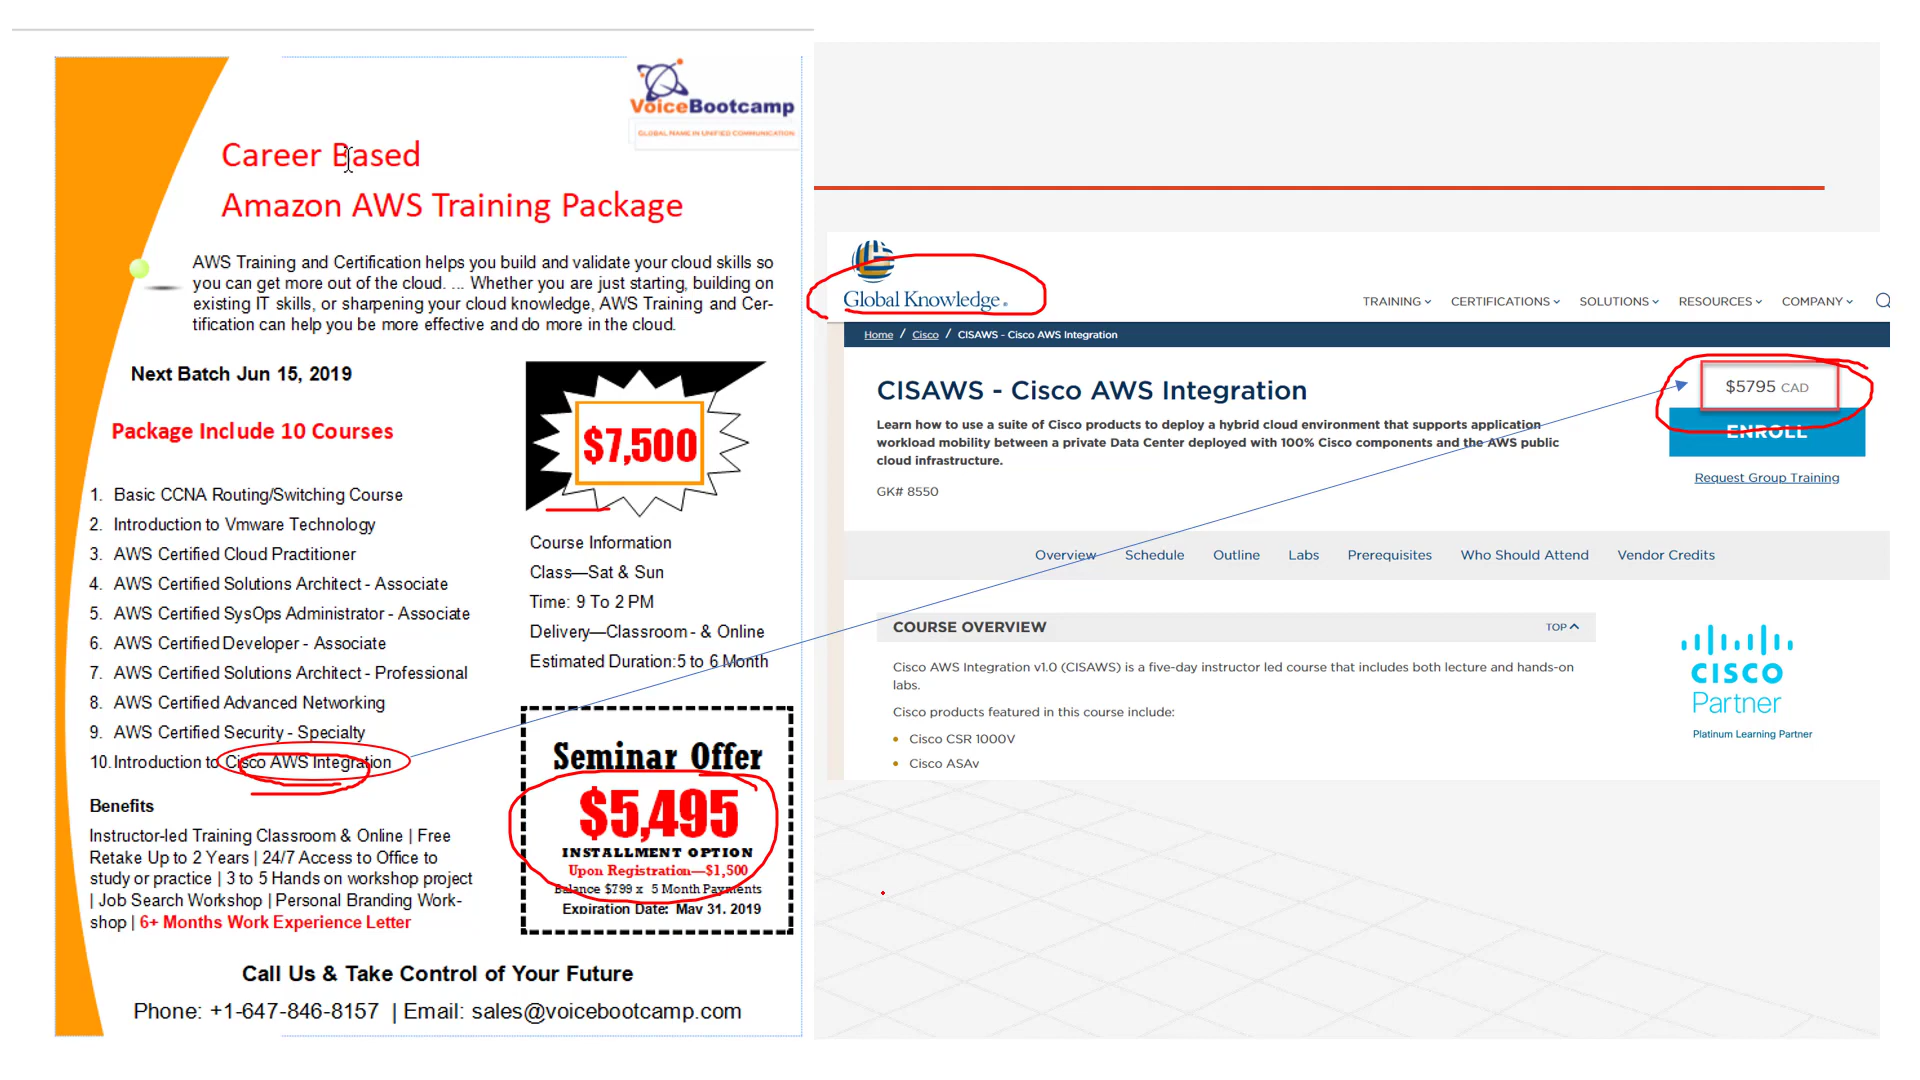 VoiceBootcamp
GLOBAL NAME IN UNIFIED COMMUNICATION
Career Based
Amazon AWS Training Package
AWS Training and Certification helps you build and validate your cloud skills so
you can get more out of the cloud. ... Whether you are just starting, building on
existing IT skills, or sharpening your cloud knowledge, AWS Training and Cer-
tification can help you be more effective and do more in the cloud.
Next Batch Jun 15, 2019
Package Include 10 Courses
1. Basic CCNA Routing/Switching Course
2. Introduction to Vmware Technology
3. AWS Certified Cloud Practitioner
4. AWS Certified Solutions Architect - Associate
5. AWS Certified SysOps Administrator - Associate
6. AWS Certified Developer - Associate
7. AWS Certified Solutions Architect - Professional
8. AWS Certified Advanced Networking
9. AWS Certified Security - Specialty
10. Introduction to Cisco AWS Integration
Benefits
Instructor-led Training Classroom & Online | Free
Retake Up to 2 Years | 24/7 Access to Office to
study or practice | 3 to 5 Hands on workshop project
| Job Search Workshop | Personal Branding Work-
shop | 6+ Months Work Experience Letter
$7,500
Course Information
Class—Sat & Sun
Time: 9 To 2 PM
Delivery—Classroom - & Online
Estimated Duration:5 to 6 Month
Seminar Offer
$5,495
INSTALLMENT OPTION
Upon Registration—$1,500
Balance $799 x 5 Month Payments
Expiration Date: May 31, 2019
Call Us & Take Control of Your Future
Phone: +1-647-846-8157 | Email: sales@voicebootcamp.com
Global Knowledge®
TRAINING CERTIFICATIONS SOLUTIONS RESOURCES COMPANY
Home / Cisco / CISAWS - Cisco AWS Integration
CISAWS - Cisco AWS Integration
Learn how to use a suite of Cisco products to deploy a hybrid cloud environment that supports application
workload mobility between a private Data Center deployed with 100% Cisco components and the AWS public
cloud infrastructure.
GK# 8550
$5795 CAD
ENROLL
Request Group Training
Overview Schedule Outline Labs Prerequisites Who Should Attend Vendor Credits
COURSE OVERVIEW
TOP
Cisco AWS Integration v1.0 (CISAWS) is a five-day instructor led course that includes both lecture and hands-on
labs.
Cisco products featured in this course include:
• Cisco CSR 1000V
• Cisco ASAv
CISCO
Partner
Platinum Learning Partner